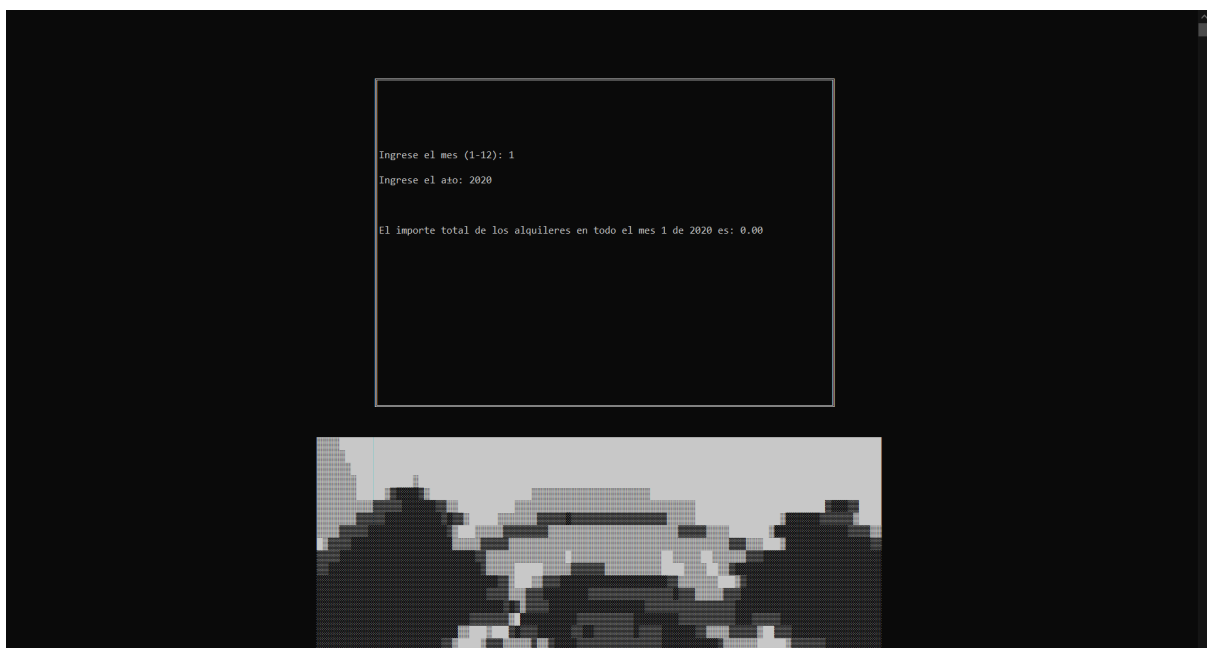 Ingrese el mes (1-12): 1
Ingrese el a±o: 2020
El importe total de los alquileres en todo el mes 1 de 2020 es: 0.00